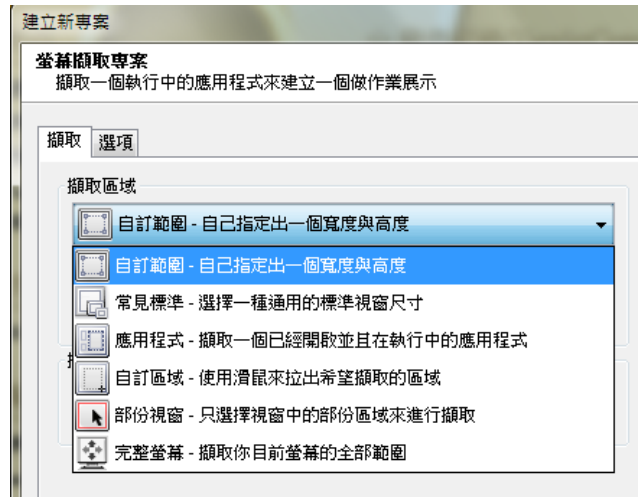 建立新專案
螢幕擷取專案
擷取一個執行中的應用程式來建立一個做作業展示
擷取 選項
擷取區域
自訂範圍 - 自己指定出一個寬度與高度
自訂範圍 - 自己指定出一個寬度與高度
常見標準 - 選擇一種通用的標準視窗尺寸
應用程式 - 擷取一個已經開啟並且在執行中的應用程式
自訂區域 - 使用滑鼠來拉出希望擷取的區域
部份視窗 - 只選擇視窗中的部份區域來進行擷取
完整螢幕 - 擷取你目前螢幕的全部範圍